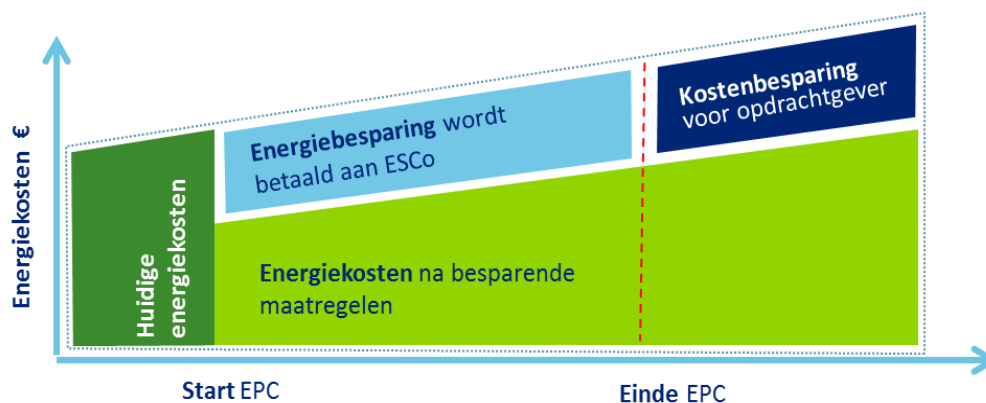 Energiekosten €
Huidige
energiekosten
Energiebesparing wordt
betaald aan ESCo
Kostenbesparing
voor opdrachtgever
Energiekosten na besparende
maatregelen
Start EPC
Einde EPC